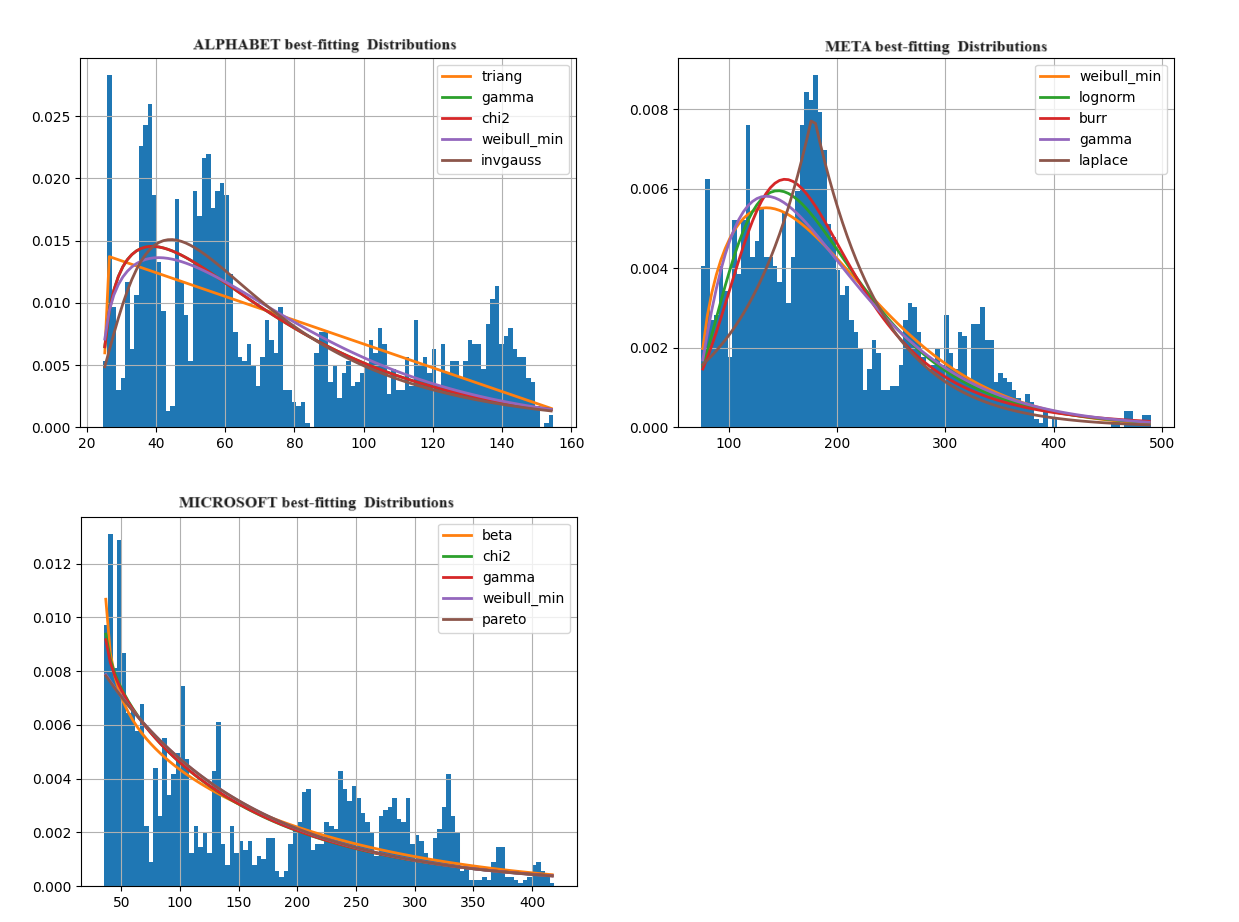 ALPHABET best-fitting Distributions
triang
gamma
chi2
weibull_min
invgauss
0.025
0.020
0.015
0.010
0.005
0.000
20 40 60 80 100 120 140 160
META best-fitting Distributions
weibull_min
lognorm
burr
gamma
laplace
0.008
0.006
0.004
0.002
0.000
100 200 300 400 500
MICROSOFT best-fitting Distributions
beta
chi2
gamma
weibull_min
pareto
0.012
0.010
0.008
0.006
0.004
0.002
0.000
50 100 150 200 250 300 350 400